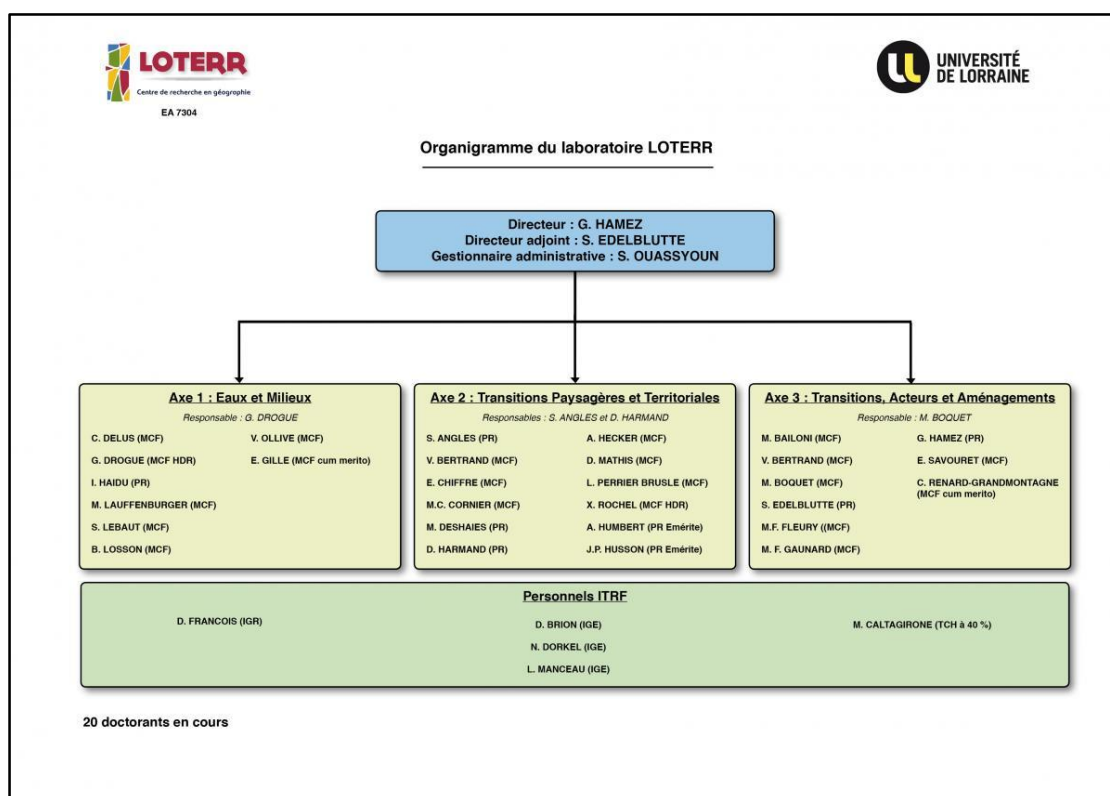 LOTERR
Centre de recherche en géographie
EA 7304
UNIVERSITÉ
DE LORRAINE
Organigramme du laboratoire LOTERR
Directeur : G. HAMEZ
Directeur adjoint : S. EDELBLUTTE
Gestionnaire administrative : S. OUASSYOUN
Axe 1 : Eaux et Milieux
Responsable : G. DROGUE
C. DELUS (MCF)
G. DROGUE (MCF HDR)
I. HAIDU (PR)
M. LAUFFENBURGER (MCF)
S. LEBAUT (MCF)
B. LOSSON (MCF)
V. OLLIVE (MCF)
E. GILLE (MCF cum merito)
Axe 2 : Transitions Paysagères et Territoriales
Responsables : S. ANGLES et D. HARMAND
S. ANGLES (PR)
V. BERTRAND (MCF)
E. CHIFFRE (MCF)
M.C. CORNIER (MCF)
M. DESHAIES (PR)
D. HARMAND (PR)
A. HECKER (MCF)
D. MATHIS (MCF)
L. PERRIER BRUSLE (MCF)
X. ROCHEL (MCF HDR)
A. HUMBERT (PR Emérite)
J.P. HUSSON (PR Emérite)
Axe 3 : Transitions, Acteurs et Aménagements
Responsable : M. BOQUET
M. BAILONI (MCF)
V. BERTRAND (MCF)
M. BOQUET (MCF)
S. EDELBLUTTE (PR)
M.F. FLEURY ((MCF)
M. F. GAUNARD (MCF)
G. HAMEZ (PR)
E. SAVOURET (MCF)
C. RENARD-GRANDMONTAGNE
(MCF cum merito)
Personnels ITRF
D. FRANCOIS (IGR)
D. BRION (IGE)
N. DORKEL (IGE)
L. MANCEAU (IGE)
M. CALTAGIRONE (TCH à 40 %)
20 doctorants en cours